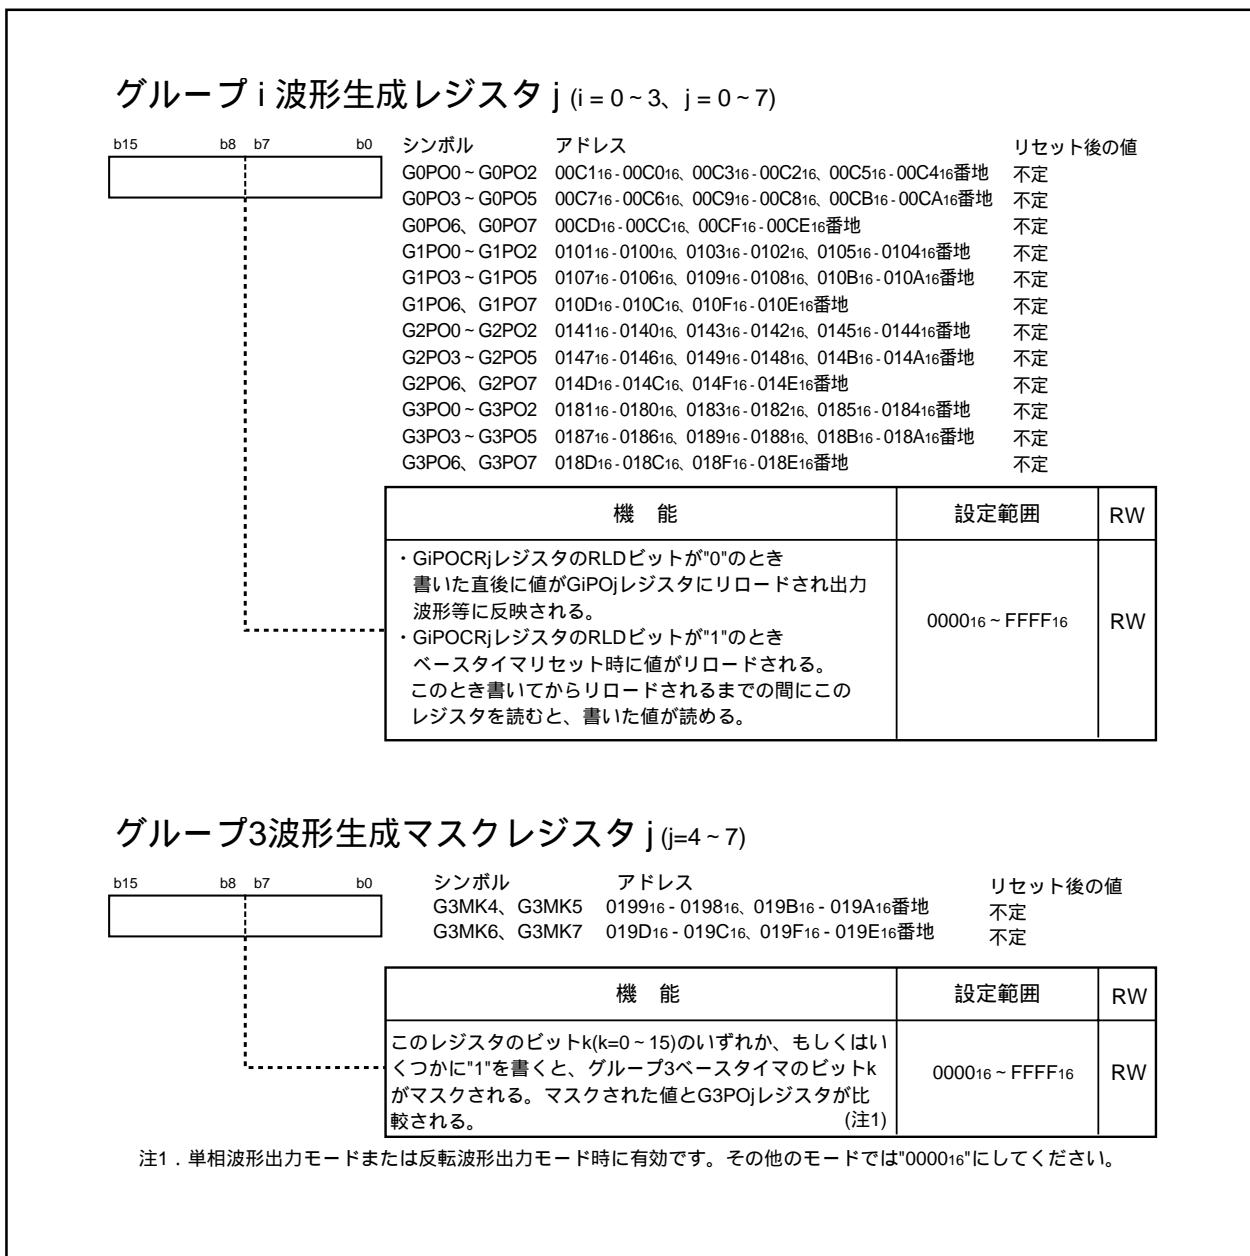 グループ i 波形生成レジスタ j (i = 0 ~ 3、j = 0 ~ 7)
b15 b8 b7 b0
シンボル アドレス リセット後の値
G0PO0 ~ G0PO2 00C116 - 00C016、00C316 - 00C216、00C516 - 00C416番地 不定
G0PO3 ~ G0PO5 00C716 - 00C616、00C916 - 00C816、00CB16 - 00CA16番地 不定
G0PO6、G0PO7 00CD16 - 00CC16、00CF16 - 00CE16番地 不定
G1PO0 ~ G1PO2 010116 - 010016、010316 - 010216、010516 - 010416番地 不定
G1PO3 ~ G1PO5 010716 - 010616、010916 - 010816、010B16 - 010A16番地 不定
G1PO6、G1PO7 010D16 - 010C16、010F16 - 010E16番地 不定
G2PO0 ~ G2PO2 014116 - 014016、014316 - 014216、014516 - 014416番地 不定
G2PO3 ~ G2PO5 014716 - 014616、014916 - 014816、014B16 - 014A16番地 不定
G2PO6、G2PO7 014D16 - 014C16、014F16 - 014E16番地 不定
G3PO0 ~ G3PO2 018116 - 018016、018316 - 018216、018516 - 018416番地 不定
G3PO3 ~ G3PO5 018716 - 018616、018916 - 018816、018B16 - 018A16番地 不定
G3PO6、G3PO7 018D16 - 018C16、018F16 - 018E16番地 不定
機 能 設定範囲 RW
・GiPOCRjレジスタのRLDビットが"0"のとき
書いた直後に値がGiPOjレジスタにリロードされ出力
波形等に反映される。
・GiPOCRjレジスタのRLDビットが"1"のとき
ベースタイマリセット時に値がリロードされる。
このとき書いてからリロードされるまでの間にこの
レジスタを読むと、書いた値が読める。
000016 ~ FFFF16 RW
グループ3波形生成マスクレジスタ j (j=4 ~ 7)
b15 b8 b7 b0
シンボル アドレス リセット後の値
G3MK4、G3MK5 019916 - 019816、019B16 - 019A16番地 不定
G3MK6、G3MK7 019D16 - 019C16、019F16 - 019E16番地 不定
機 能 設定範囲 RW
このレジスタのビットk(k=0 ~ 15)のいずれか、もしくはい
くつかに"1"を書くと、グループ3ベースタイマのビットk
がマスクされる。マスクされた値とG3POjレジスタが比
較される。 (注1)
000016 ~ FFFF16 RW
注1．単相波形出力モードまたは反転波形出力モード時に有効です。その他のモードでは"000016"にしてください。